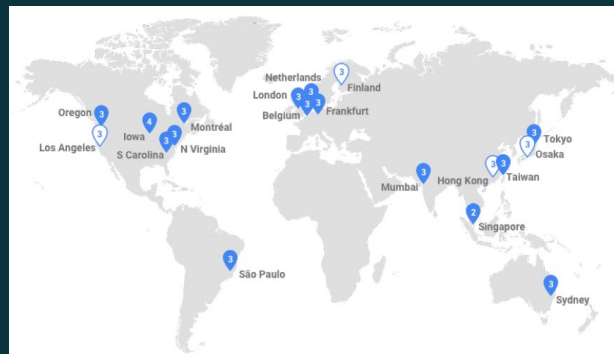 Netherlands
3
3
London
3
Finland
3
3
Belgium
Frankfurt
Oregon
3
4
3
Iowa
Montréal
3
Los Angeles
3
3
S Carolina
N Virginia
3
Tokyo
3
Osaka
3
3
Hong Kong
Taiwan
3
Mumbai
2
Singapore
3
São Paulo
3
Sydney